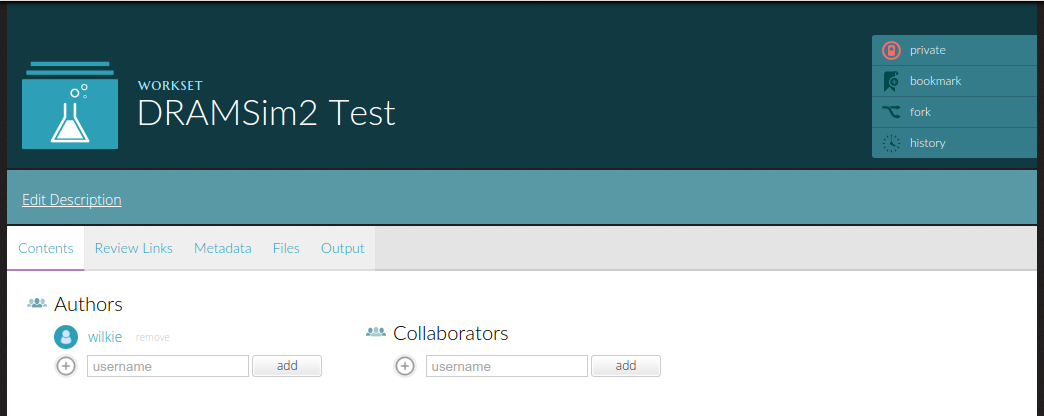 WORKSET
DRAMSim2 Test
private
bookmark
fork
history
Edit Description
Contents Review Links Metadata Files Output
Authors
wilkie remove
username add
Collaborators
username add